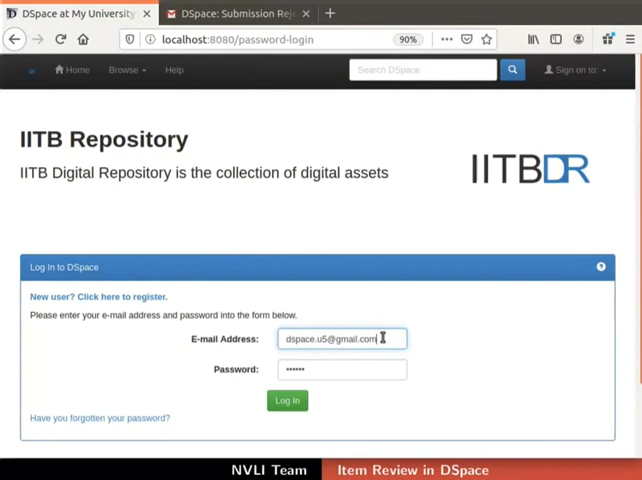 DSpace at My University
DSpace: Submission Reje
localhost:8080/password-login
90%
Home
Browse
Help
Search DSpace
Sign on to:
IITB Repository
IITB Digital Repository is the collection of digital assets
IITBDR
Log In to DSpace
New user? Click here to register.
Please enter your e-mail address and password into the form below.
E-mail Address:
dspace.u5@gmail.com
Password:
••••••
Log In
Have you forgotten your password?
NVLI Team
Item Review in DSpace